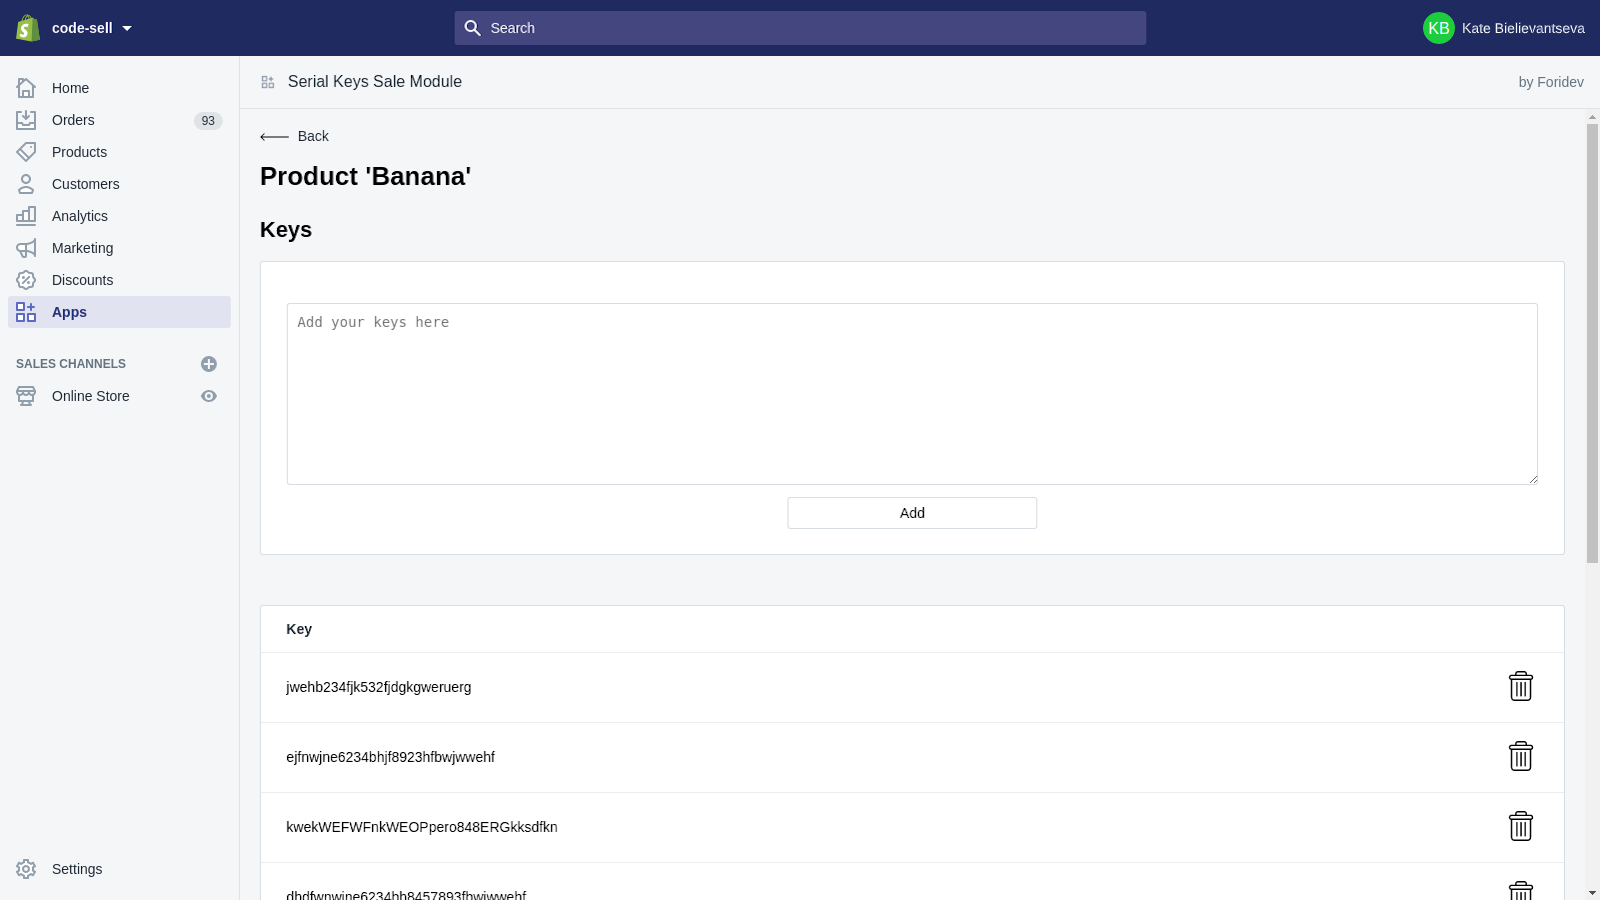 code-sell
Search
KB
Kate Bielievantseva
Home
Orders
93
Products
Customers
Analytics
Marketing
Discounts
Apps
SALES CHANNELS
Online Store
Settings
Serial Keys Sale Module
by Foridev
Back
Product 'Banana'
Keys
Add your keys here
Add
Key
jwehb234fjk532fjdgkgweruerg
ejfnwjne6234bhjf8923hfbwjwwehf
kwekWEFWFnkWEOPpero848ERGkksdfkn